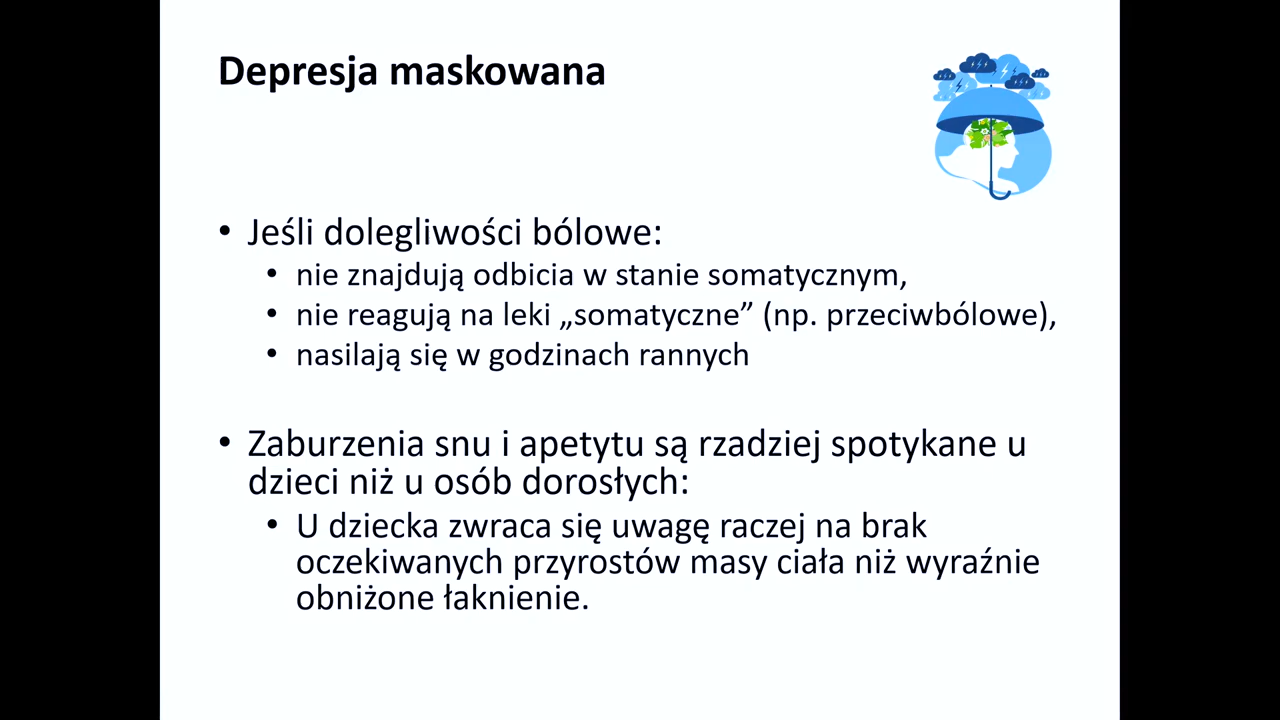 Depresja maskowana
• Jeśli dolegliwości bólowe:
• nie znajdują odbicia w stanie somatycznym,
• nie reagują na leki „somatyczne” (np. przeciwbólowe),
• nasilają się w godzinach rannych
• Zaburzenia snu i apetytu są rzadziej spotykane u
dzieci niż u osób dorosłych:
• U dziecka zwraca się uwagę raczej na brak
oczekiwanych przyrostów masy ciała niż wyraźnie
obniżone łaknienie.